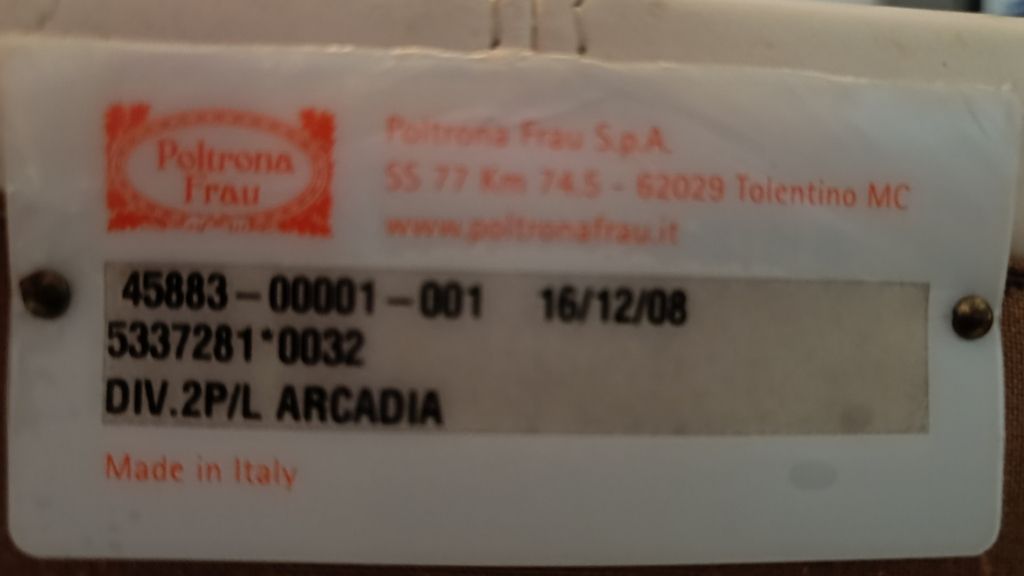 Poltrona
Frau
Poltrona Frau S.p.A.
SS 77 Km 74.5 - 62029 Tolentino MC
www.poltronafrau.it
45883-00001-001 16/12/08
5337281*0032
DIV.2P/L ARCADIA
Made in Italy